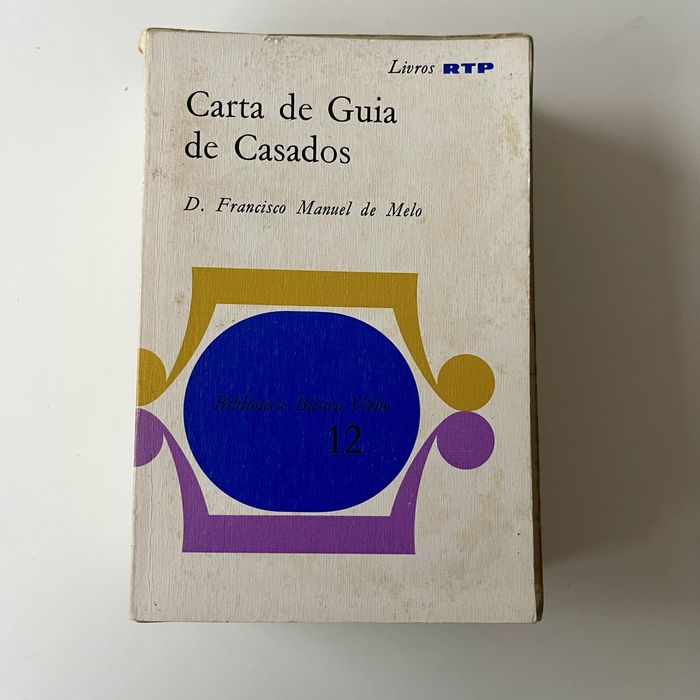 Livros RTP
Carta de Guia
de Casados
D. Francisco Manuel de Melo
Biblioteca Básica Verbo
12